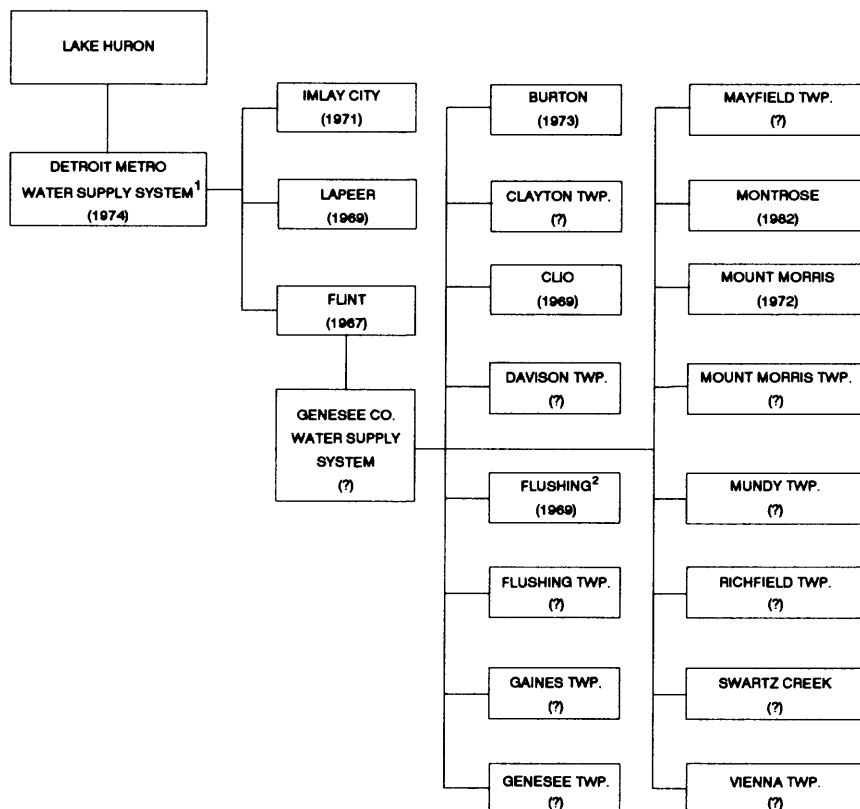 LAKE HURON
DETROIT METRO
WATER SUPPLY SYSTEM1
(1974)
IMLAY CITY
(1971)
LAPEER
(1969)
FLINT
(1967)
GENESEE CO.
WATER SUPPLY
SYSTEM
(?)
BURTON
(1973)
CLAYTON TWP.
(?)
CLIO
(1969)
DAVISON TWP.
(?)
FLUSHING2
(1969)
FLUSHING TWP.
(?)
GAINES TWP.
(?)
GENESEE TWP.
(?)
MAYFIELD TWP.
(?)
MONTROSE
(1982)
MOUNT MORRIS
(1972)
MOUNT MORRIS TWP.
(?)
MUNDY TWP.
(?)
RICHFIELD TWP.
(?)
SWARTZ CREEK
(?)
VIENNA TWP.
(?)